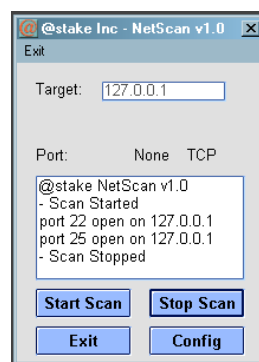 @stake Inc - NetScan v1.0
Exit
Target: 127.0.0.1
Port: None TCP
@stake NetScan v1.0
- Scan Started
port 22 open on 127.0.0.1
port 25 open on 127.0.0.1
- Scan Stopped
Start Scan Stop Scan
Exit Config